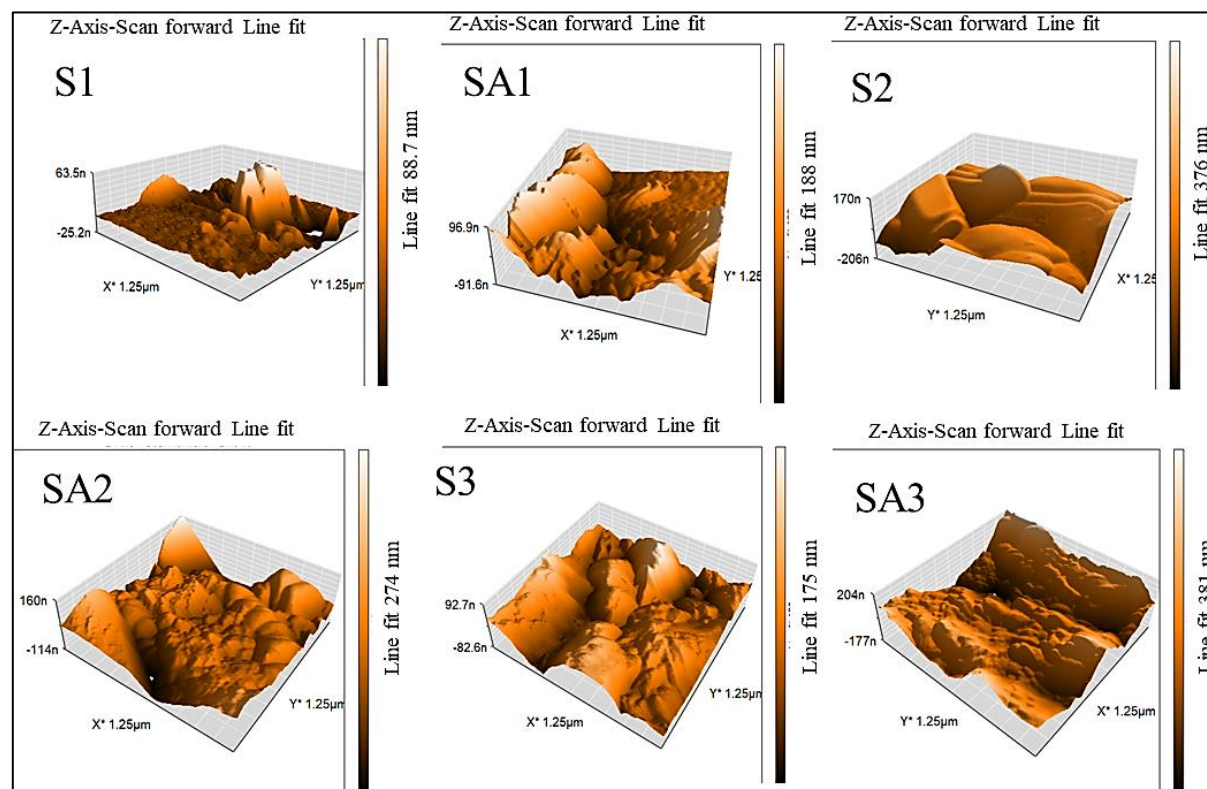 Z-Axis-Scan forward Line fit
S1
63.5n
-25.2n
X* 1.25µm
Y* 1.25µm
Line fit 88.7 nm
Z-Axis-Scan forward Line fit
SA1
96.9n
-91.6n
X* 1.25µm
Y* 1.25µ
Line fit 188 nm
Z-Axis-Scan forward Line fit
S2
170n
-206n
Y* 1.25µm
X* 1.25
Line fit 376 nm
Z-Axis-Scan forward Line fit
SA2
160n
-114n
X* 1.25µm
Y* 1.25µm
Line fit 274 nm
Z-Axis-Scan forward Line fit
S3
92.7n
-82.6n
X* 1.25µm
Y* 1.25µm
Line fit 175 nm
Z-Axis-Scan forward Line fit
SA3
204n
-177n
Y* 1.25µm
X* 1.25µm
Line fit 381 nm